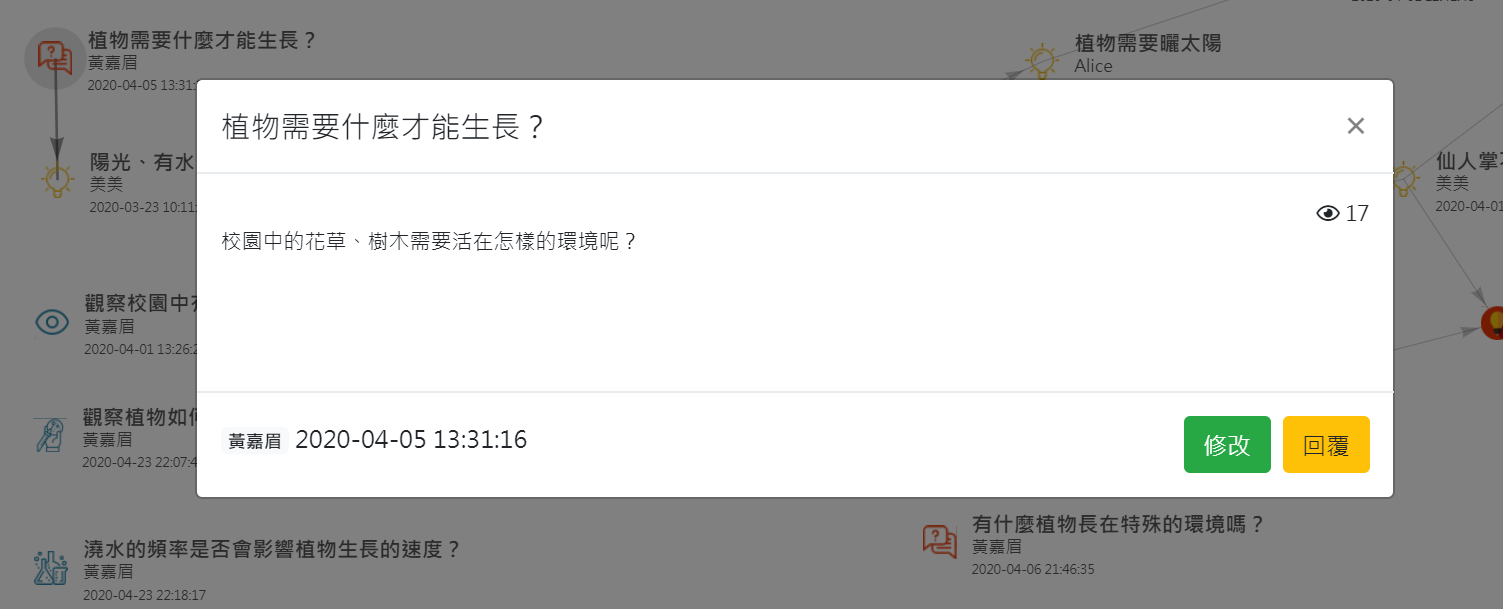 植物需要什麼才能生長？
黃嘉眉
2020-04-05 13:31:
植物需要曬太陽
Alice
植物需要什麼才能生長？
×
陽光、有水
美美
2020-03-23 10:11:
仙人掌不
美美
2020-04-01
17
校園中的花草、樹木需要活在怎樣的環境呢？
觀察校園中花
黃嘉眉
2020-04-01 13:26:2
觀察植物如何
黃嘉眉
2020-04-23 22:07:4
黃嘉眉 2020-04-05 13:31:16
修改
回覆
有什麼植物長在特殊的環境嗎？
黃嘉眉
2020-04-06 21:46:35
澆水的頻率是否會影響植物生長的速度？
黃嘉眉
2020-04-23 22:18:17